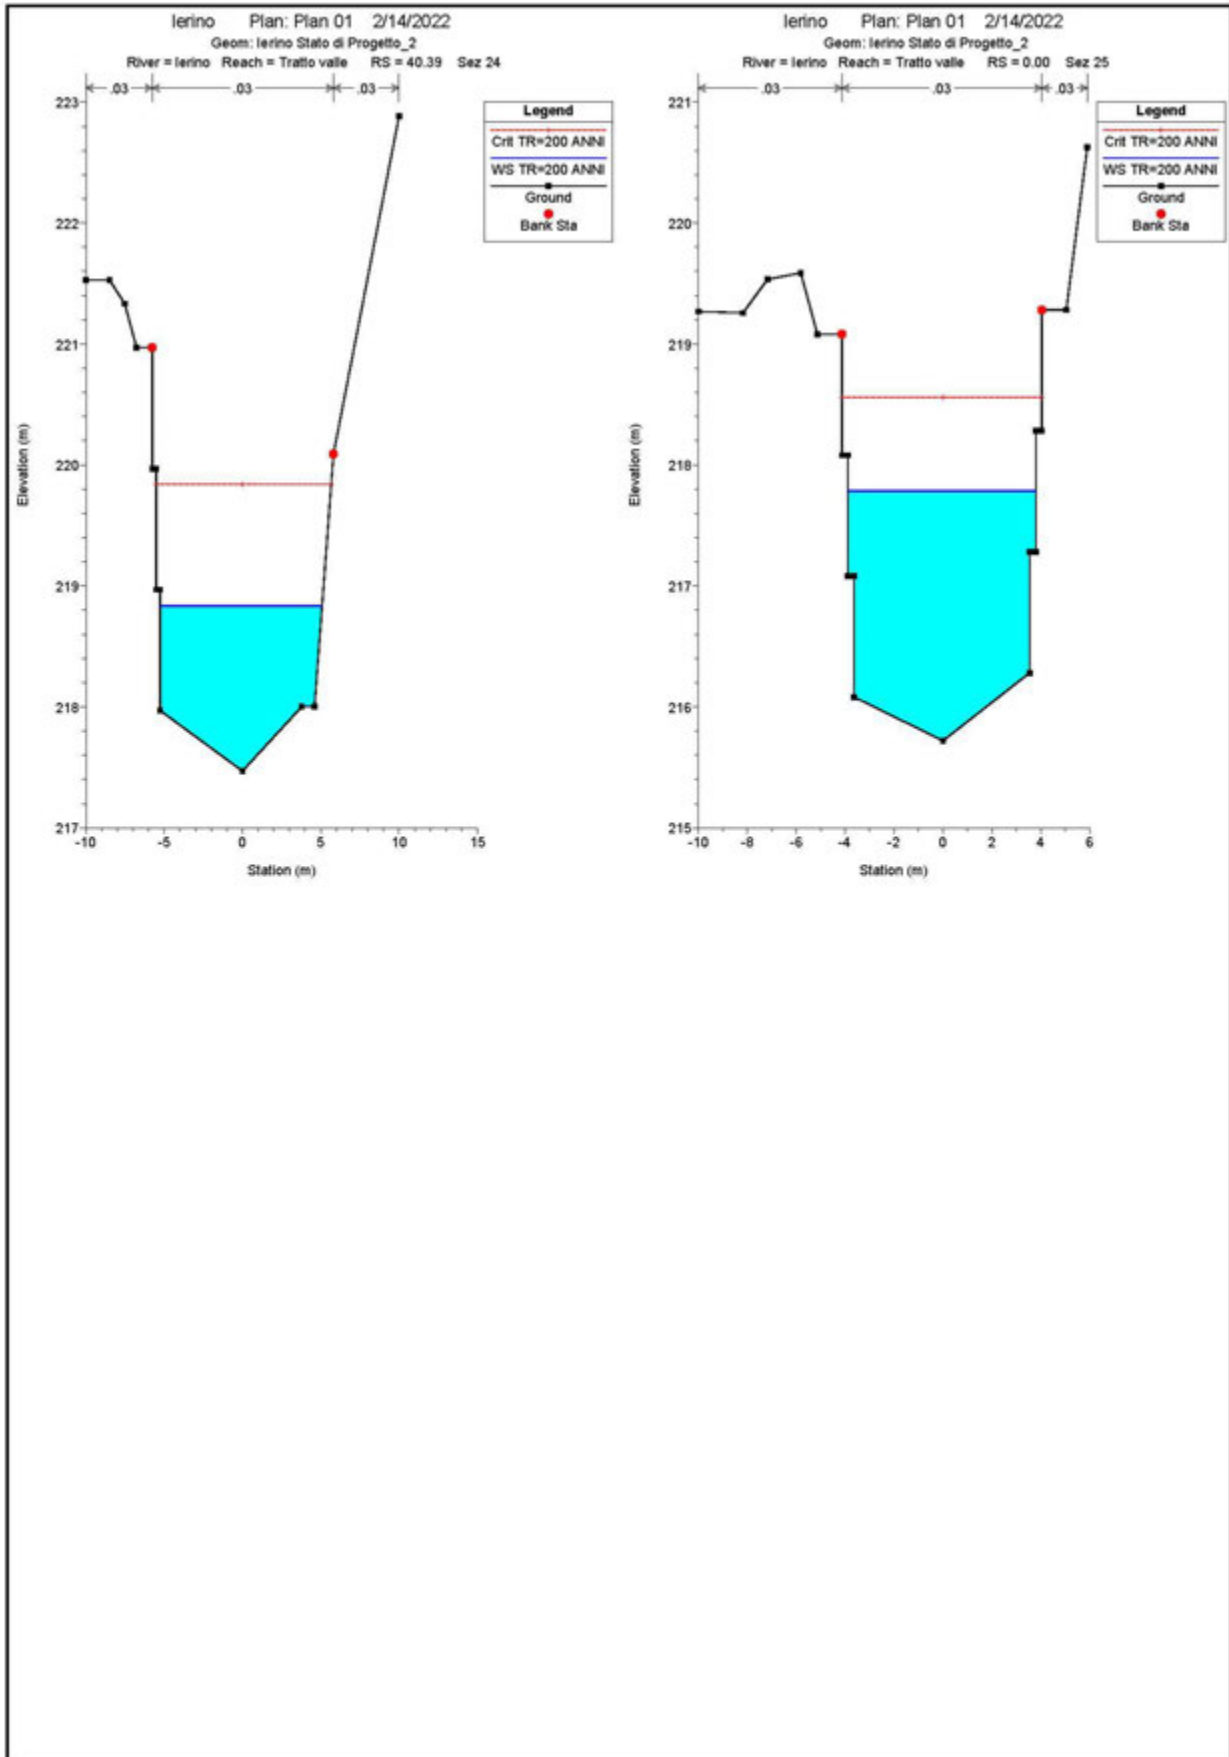 Ierino Plan: Plan 01 2/14/2022
Geom: Ierino Stato di Progetto_2
River = Ierino Reach = Tratto valle RS = 40.39 Sez 24
.03 .03 .03
223
222
221
220
219
218
217
Elevation (m)
-10 -5 0 5 10 15
Station (m)
Legend
Crit TR=200 ANNI
WS TR=200 ANNI
Ground
Bank Sta
Ierino Plan: Plan 01 2/14/2022
Geom: Ierino Stato di Progetto_2
River = Ierino Reach = Tratto valle RS = 0.00 Sez 25
.03 .03 .03
221
220
219
218
217
216
215
Elevation (m)
-10 -8 -6 -4 -2 0 2 4 6
Station (m)
Legend
Crit TR=200 ANNI
WS TR=200 ANNI
Ground
Bank Sta